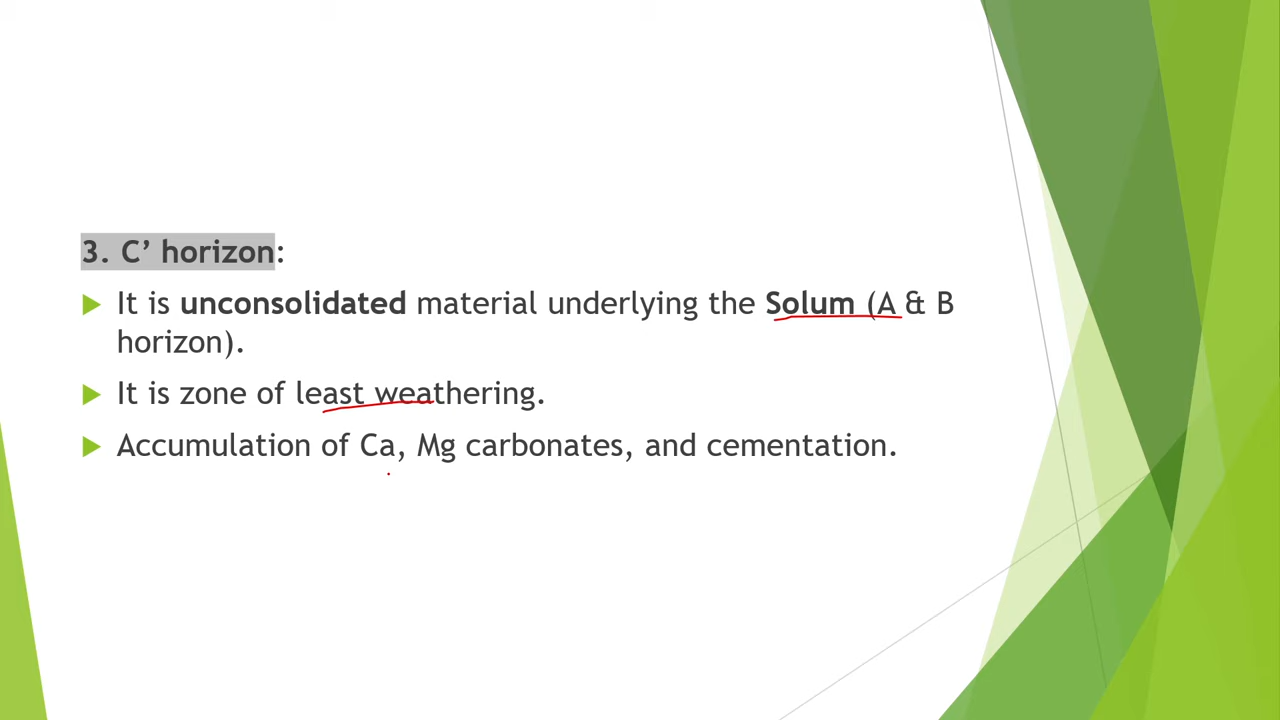 3. C’ horizon:
It is unconsolidated material underlying the Solum (A & B
horizon).
It is zone of least weathering.
Accumulation of Ca, Mg carbonates, and cementation.